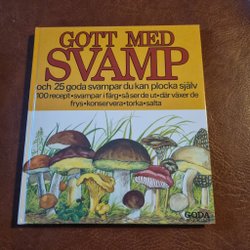 GOTT MED
SVAMP
och 25 goda svampar du kan plocka själv
100 recept•svampar i färg•så ser de ut•där växer de
frys•konservera•torka•salta
GODA